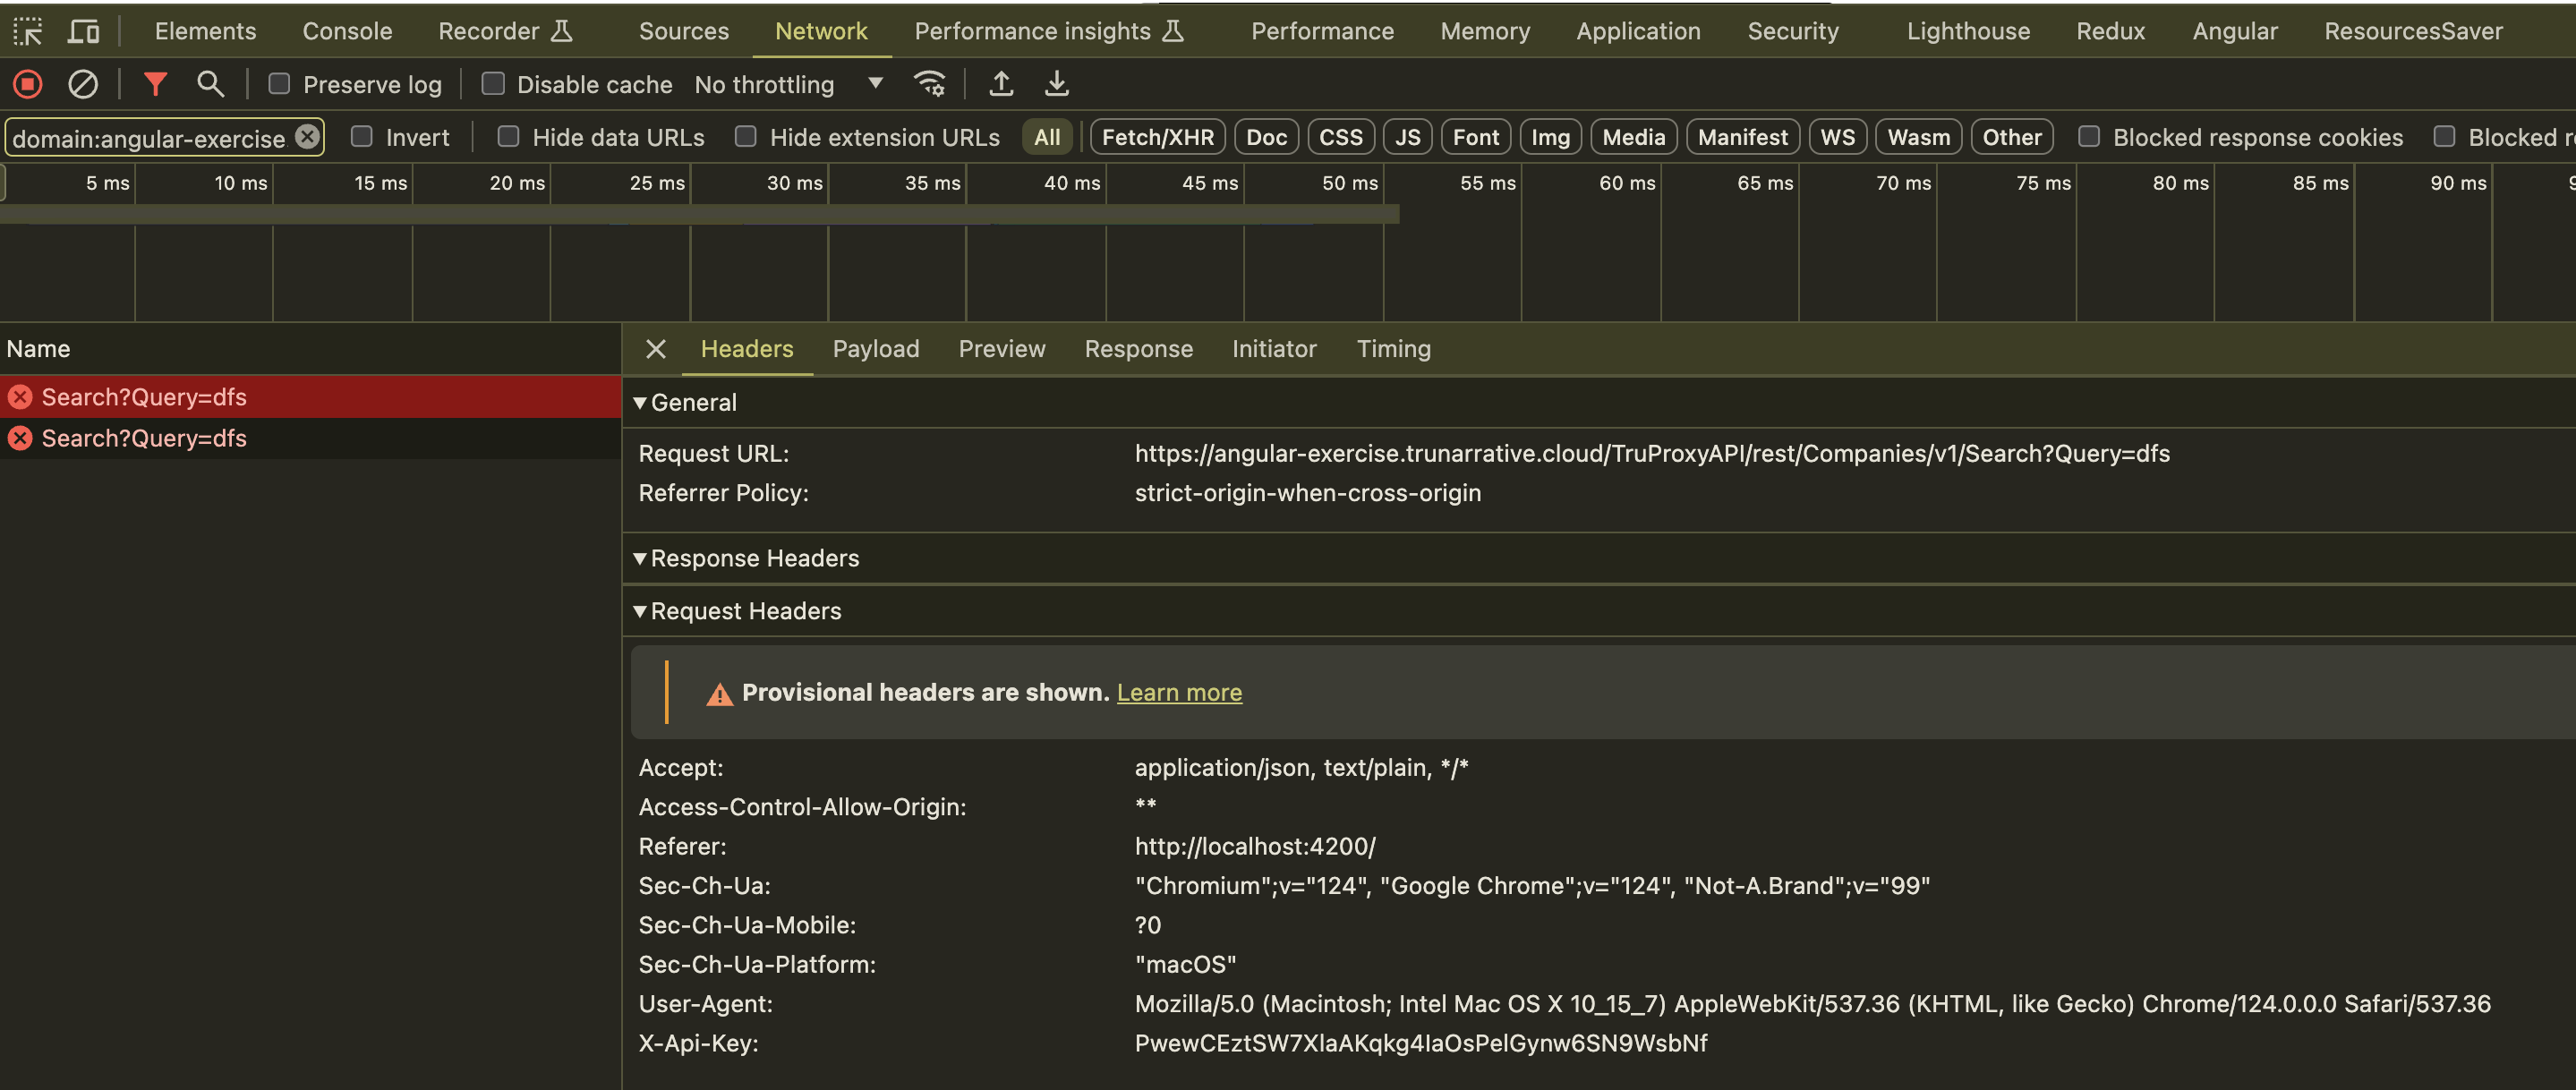 Elements Console Recorder Sources Network Performance insights Performance Memory Application Security Lighthouse Redux Angular ResourcesSaver
Preserve log Disable cache No throttling
domain:angular-exercise. Invert Hide data URLs Hide extension URLs All Fetch/XHR Doc CSS JS Font Img Media Manifest WS Wasm Other Blocked response cookies Blocked
5 ms 10 ms 15 ms 20 ms 25 ms 30 ms 35 ms 40 ms 45 ms 50 ms 55 ms 60 ms 65 ms 70 ms 75 ms 80 ms 85 ms 90 ms
Name Headers Payload Preview Response Initiator Timing
Search?Query=dfs
Search?Query=dfs
General
Request URL: https://angular-exercise.trunarrative.cloud/TruProxyAPI/rest/Companies/v1/Search?Query=dfs
Referrer Policy: strict-origin-when-cross-origin
Response Headers
Request Headers
Provisional headers are shown. Learn more
Accept: application/json, text/plain, */*
Access-Control-Allow-Origin: **
Referer: http://localhost:4200/
Sec-Ch-Ua: "Chromium";v="124", "Google Chrome";v="124", "Not-A.Brand";v="99"
Sec-Ch-Ua-Mobile: ?0
Sec-Ch-Ua-Platform: "macOS"
User-Agent: Mozilla/5.0 (Macintosh; Intel Mac OS X 10_15_7) AppleWebKit/537.36 (KHTML, like Gecko) Chrome/124.0.0.0 Safari/537.36
X-Api-Key: